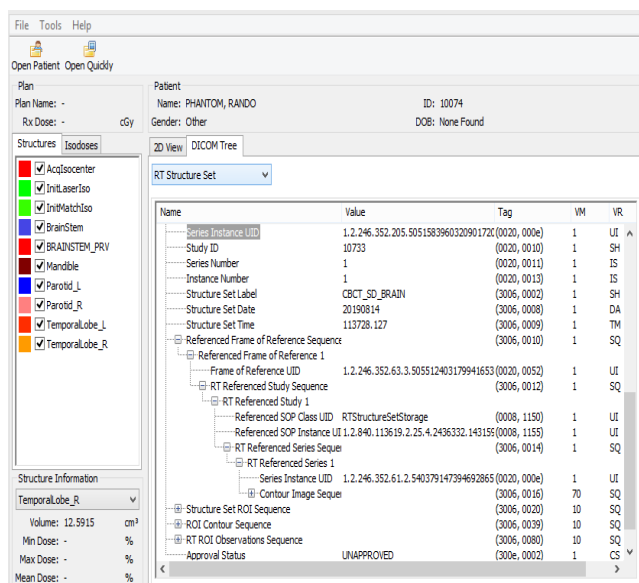 File Tools Help
Open Patient Open Quickly
Plan
Plan Name: -
Rx Dose: - cGy
Patient
Name: PHANTOM, RANDO ID: 10074
Gender: Other DOB: None Found
Structures Isodoses
AcqIsocenter
InitLaserIso
InitMatchIso
BrainStem
BRAINSTEM_PRV
Mandible
Parotid_L
Parotid_R
TemporalLobe_L
TemporalLobe_R
Structure Information
TemporalLobe_R
Volume: 12.5915 cm³
Min Dose: - %
Max Dose: - %
Mean Dose: - %
2D View DICOM Tree
RT Structure Set
Name Value Tag VM VR
Series Instance UID 1.2.246.352.205.505158396032090172( (0020, 000e) 1 UI
Study ID 10733 (0020, 0010) 1 SH
Series Number 1 (0020, 0011) 1 IS
Instance Number 1 (0020, 0013) 1 IS
Structure Set Label CBCT_SD_BRAIN (3006, 0002) 1 SH
Structure Set Date 20190814 (3006, 0008) 1 DA
Structure Set Time 113728.127 (3006, 0009) 1 TM
Referenced Frame of Reference Sequence (3006, 0010) 1 SQ
Referenced Frame of Reference 1
Frame of Reference UID 1.2.246.352.63.3.505512403179941653 (0020, 0052) 1 UI
RT Referenced Study Sequence (3006, 0012) 1 SQ
RT Referenced Study 1
Referenced SOP Class UID RTStructureSetStorage (0008, 1150) 1 UI
Referenced SOP Instance UI 1.2.840.113619.2.25.4.2436332.143159 (0008, 1155) 1 UI
RT Referenced Series Sequer (3006, 0014) 1 SQ
RT Referenced Series 1
Series Instance UID 1.2.246.352.61.2.540379147394692865 (0020, 000e) 1 UI
Contour Image Sequer (3006, 0016) 70 SQ
Structure Set ROI Sequence (3006, 0020) 10 SQ
ROI Contour Sequence (3006, 0039) 10 SQ
RT ROI Observations Sequence (3006, 0080) 10 SQ
Approval Status UNAPPROVED (300e, 0002) 1 CS